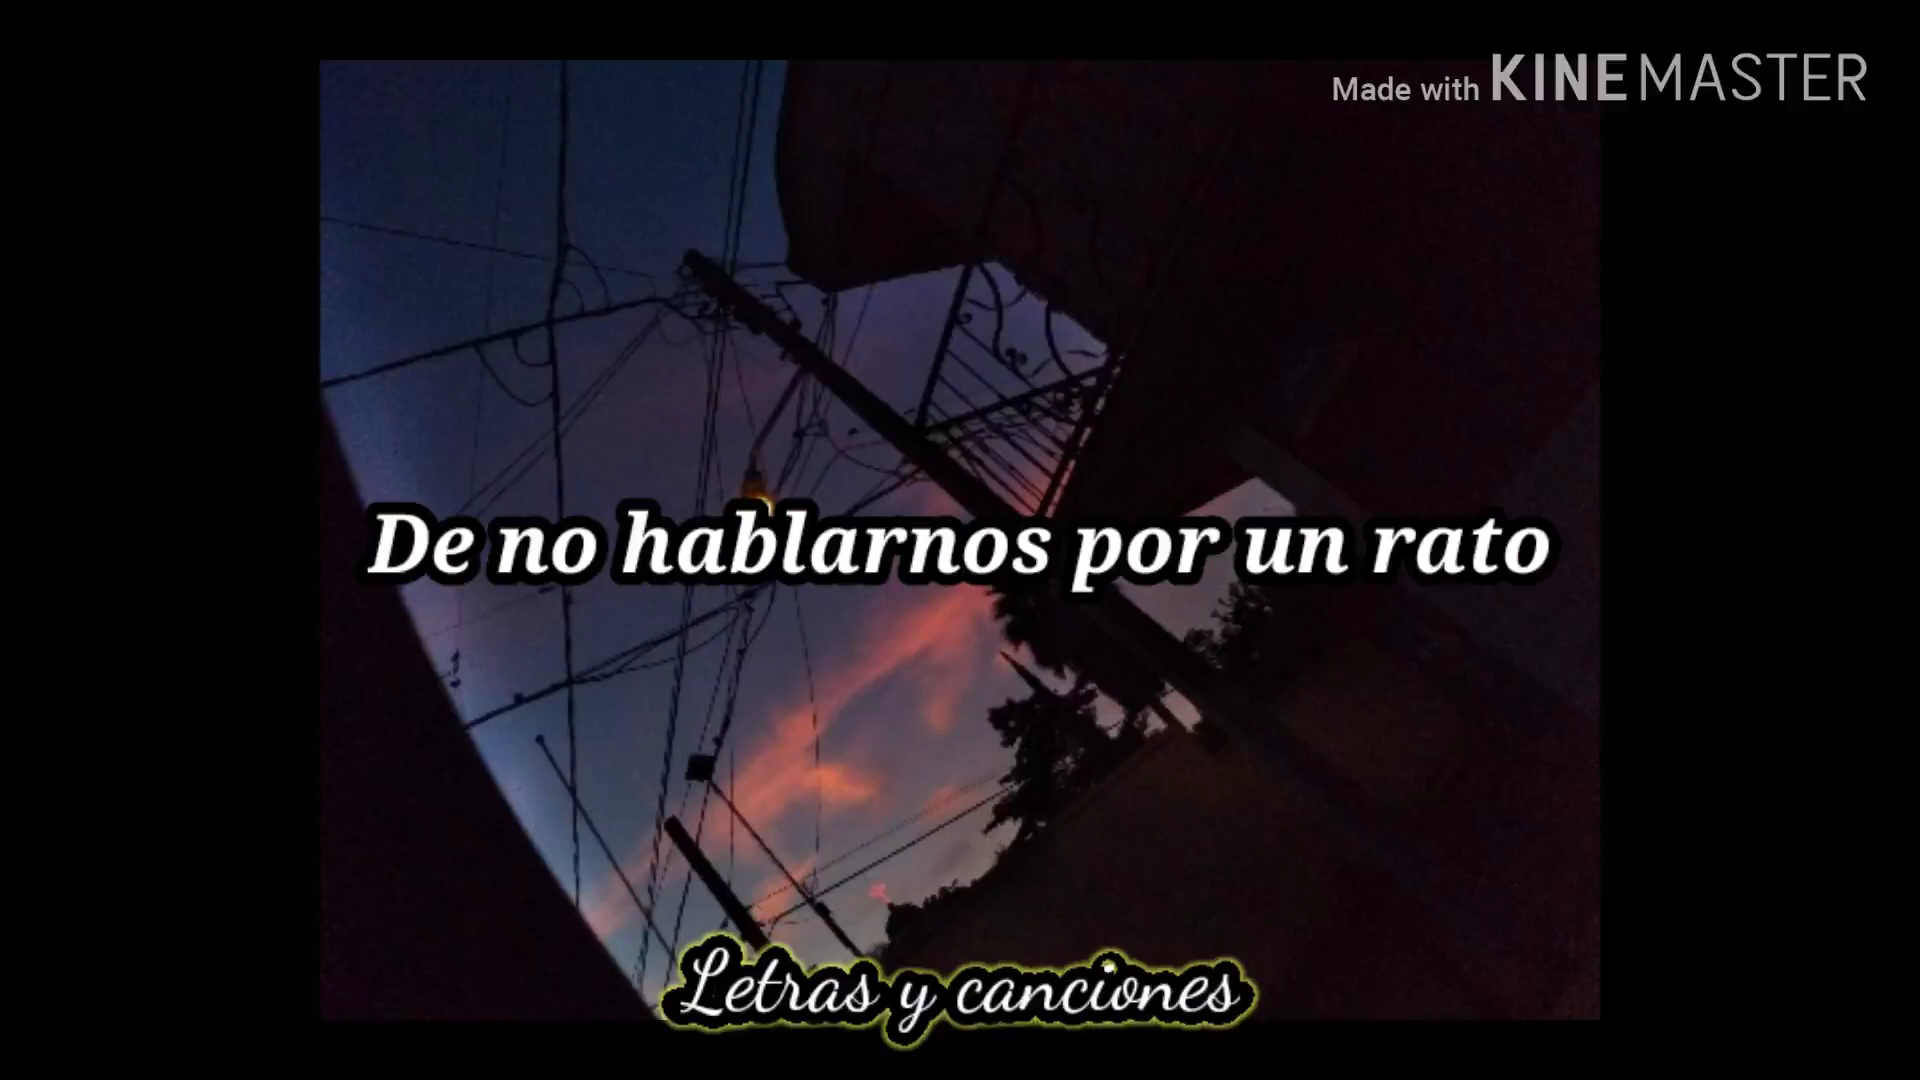 Made with KINEMASTER
De no hablarnos por un rato
Letras y canciones